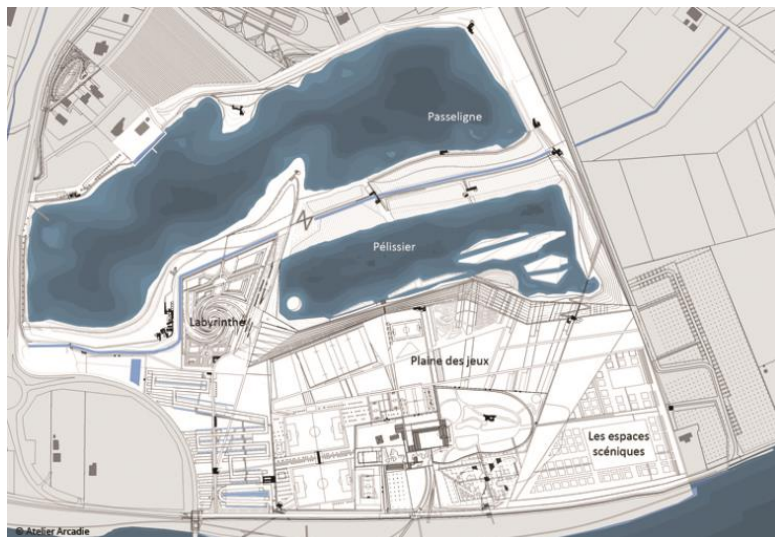 Passeligne
Pélissier
Labyrinthe
Plaine des jeux
Les espaces
scéniques
© Atelier Arcadie